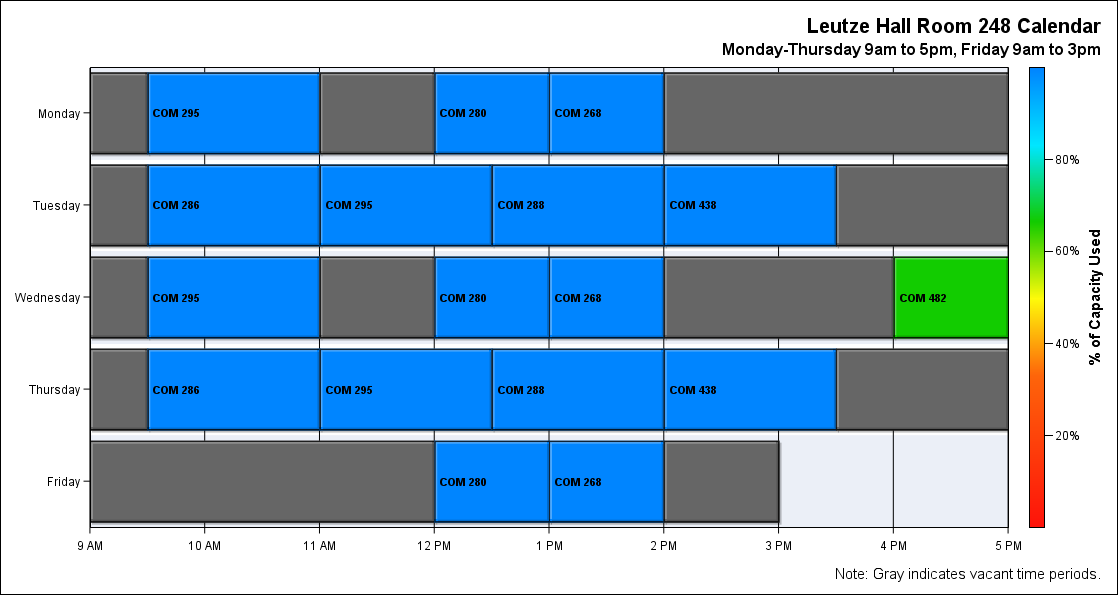 Leutze Hall Room 248 Calendar
Monday-Thursday 9am to 5pm, Friday 9am to 3pm
Monday
COM 295
COM 280
COM 268
Tuesday
COM 286
COM 295
COM 288
COM 438
Wednesday
COM 295
COM 280
COM 268
COM 482
Thursday
COM 286
COM 295
COM 288
COM 438
Friday
COM 280
COM 268
9 AM
10 AM
11 AM
12 PM
1 PM
2 PM
3 PM
4 PM
5 PM
80%
60%
40%
20%
% of Capacity Used
Note: Gray indicates vacant time periods.